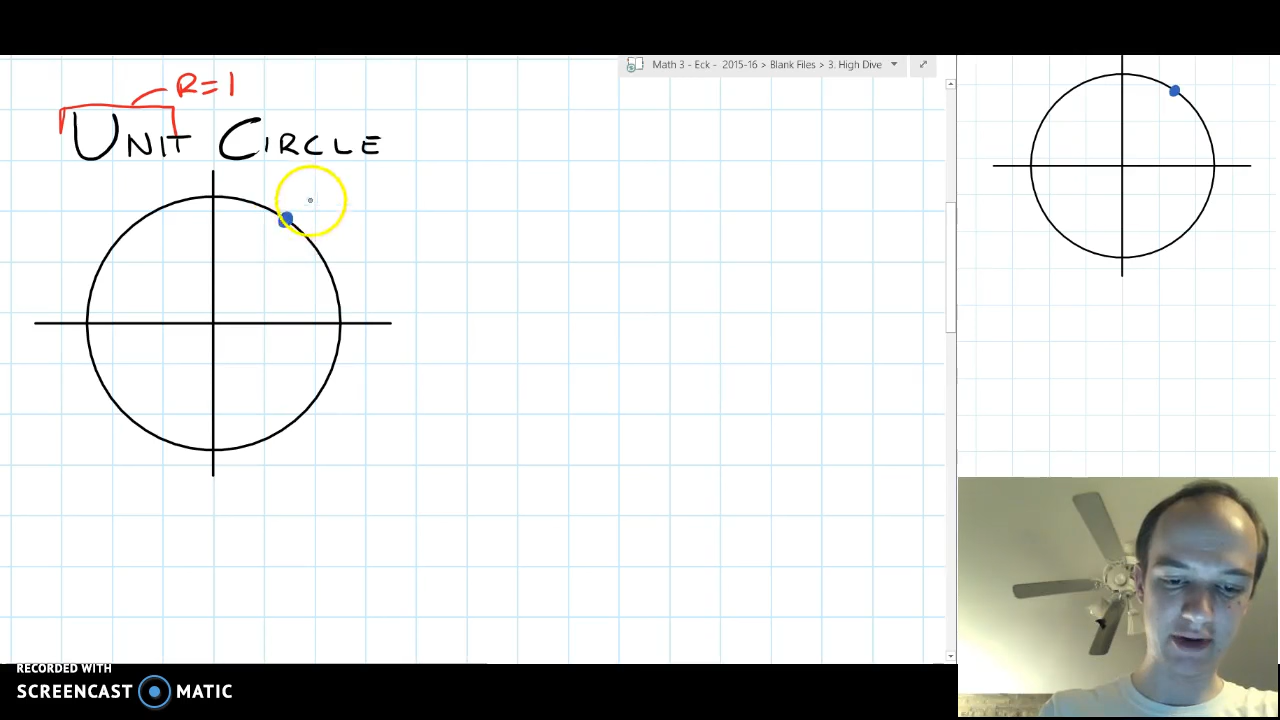 R=1
UNIT CIRCLE
Math 3 - Eck - 2015-16 > Blank Files > 3. High Dive
RECORDED WITH
SCREENCAST MATIC